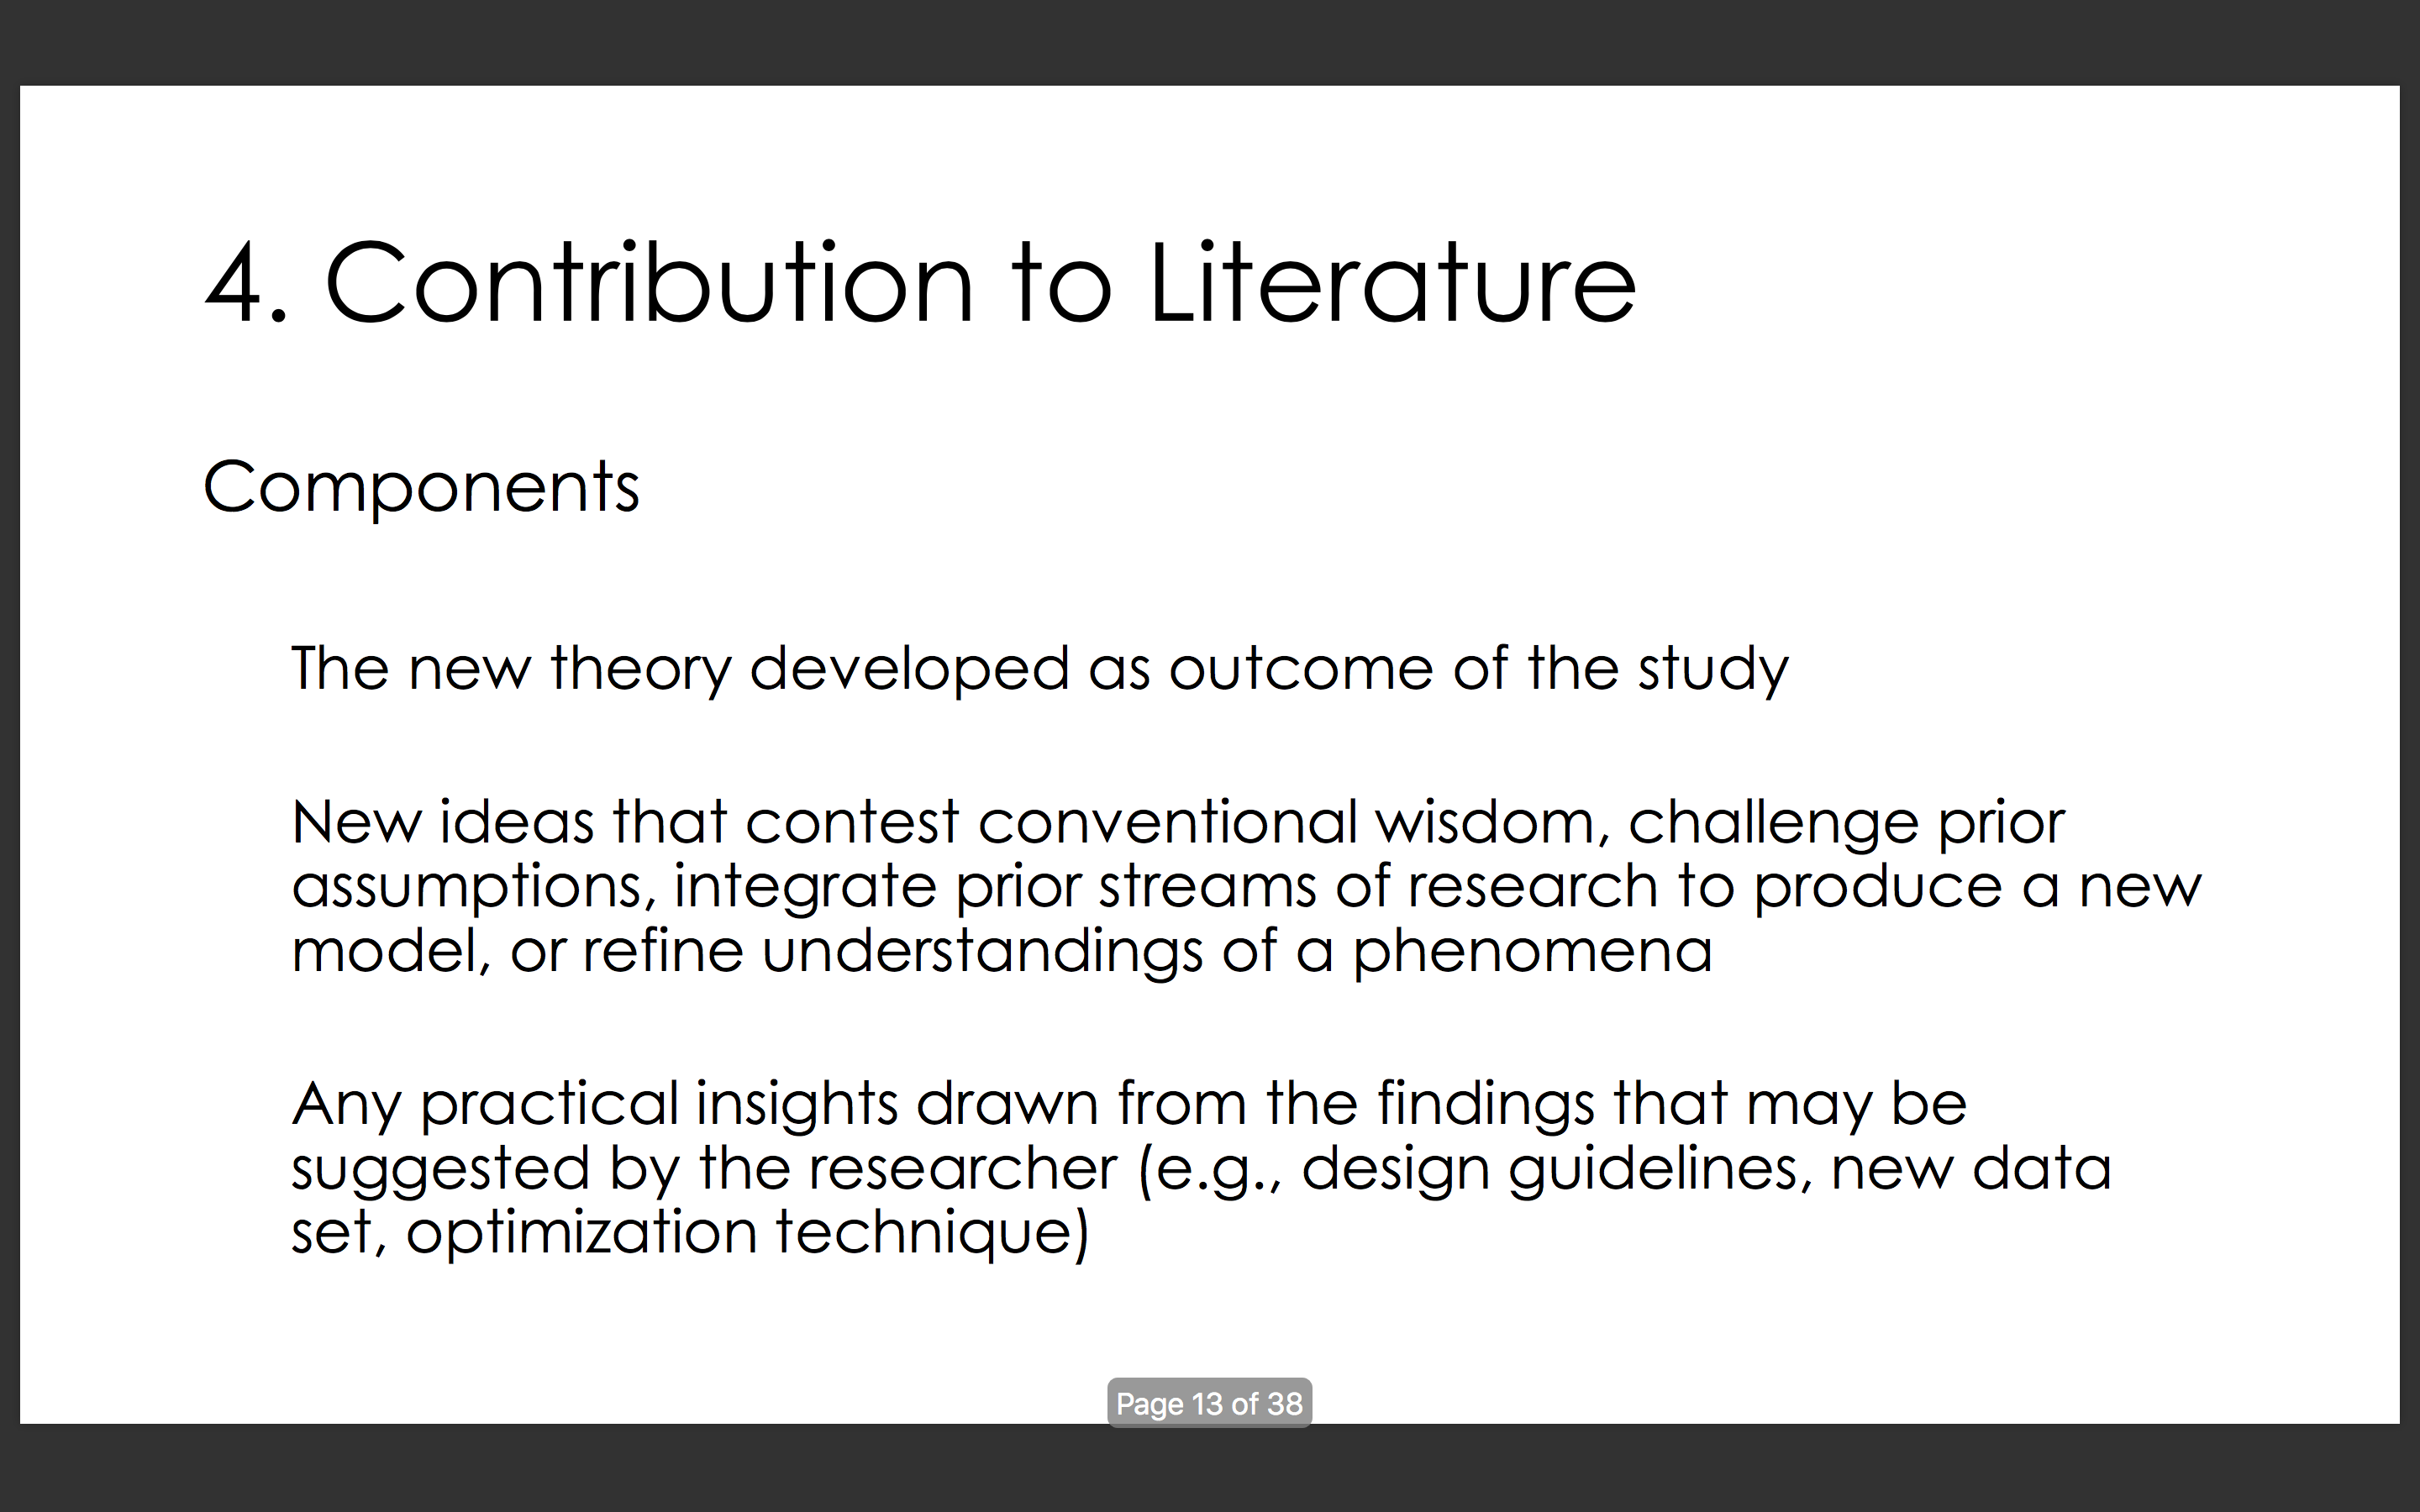 4. Contribution to Literature
Components
The new theory developed as outcome of the study
New ideas that contest conventional wisdom, challenge prior
assumptions, integrate prior streams of research to produce a new
model, or refine understandings of a phenomena
Any practical insights drawn from the findings that may be
suggested by the researcher (e.g., design guidelines, new data
set, optimization technique)
Page 13 of 38